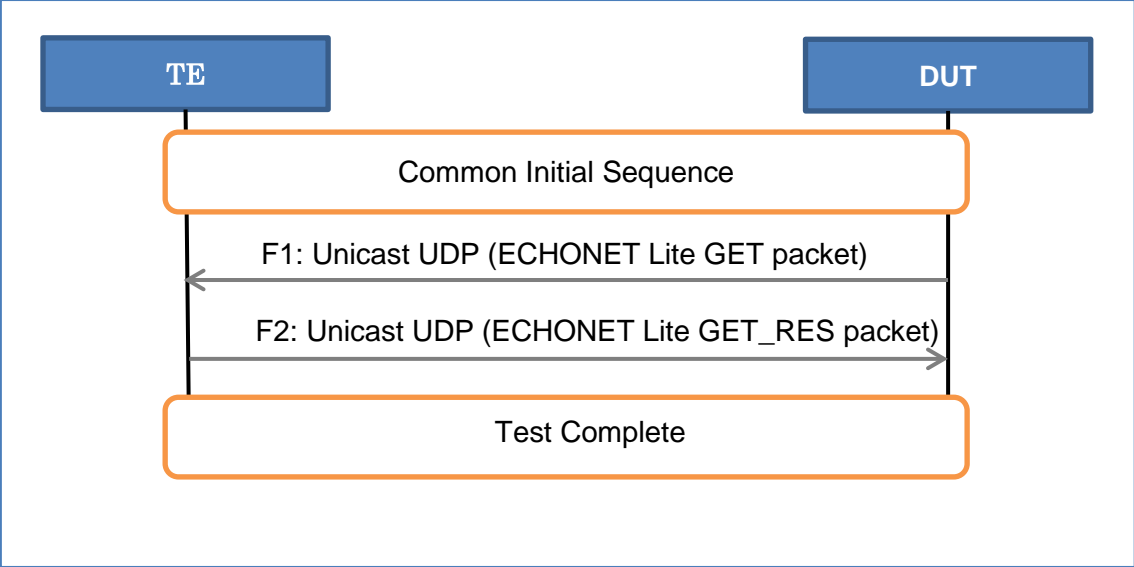 TE
DUT
Common Initial Sequence
F1: Unicast UDP (ECHONET Lite GET packet)
F2: Unicast UDP (ECHONET Lite GET_RES packet)
Test Complete